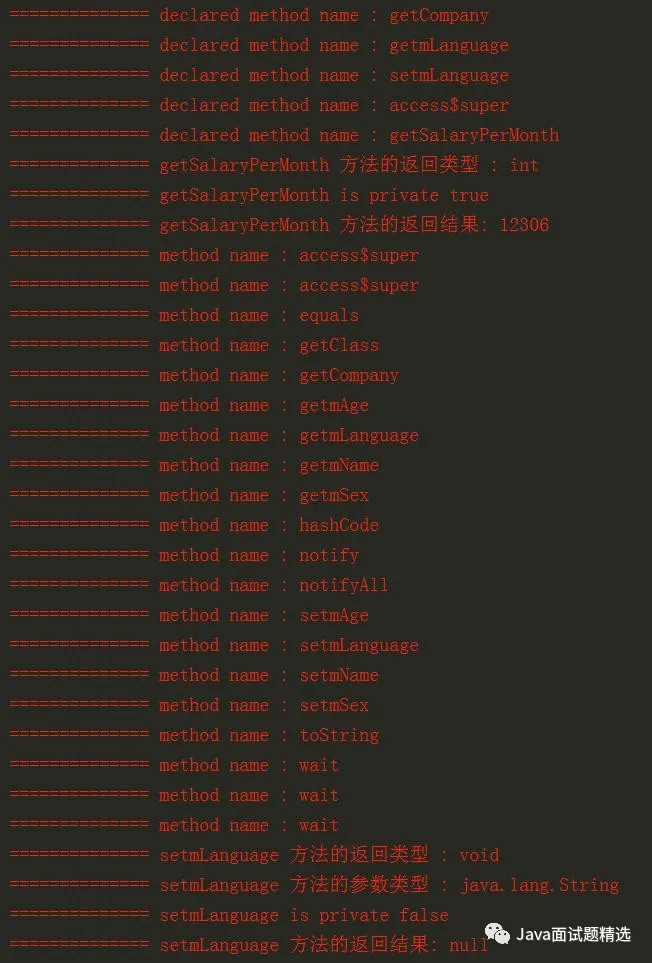 ============== declared method name : getCompany
============== declared method name : getmLanguage
============== declared method name : setmLanguage
============== declared method name : access$super
============== declared method name : getSalaryPerMonth
============== getSalaryPerMonth 方法的返回类型 : int
============== getSalaryPerMonth is private true
============== getSalaryPerMonth 方法的返回结果: 12306
============== method name : access$super
============== method name : access$super
============== method name : equals
============== method name : getClass
============== method name : getCompany
============== method name : getmAge
============== method name : getmLanguage
============== method name : getmName
============== method name : getmSex
============== method name : hashCode
============== method name : notify
============== method name : notifyAll
============== method name : setmAge
============== method name : setmLanguage
============== method name : setmName
============== method name : setmSex
============== method name : toString
============== method name : wait
============== method name : wait
============== method name : wait
============== setmLanguage 方法的返回类型 : void
============== setmLanguage 方法的参数类型 : java.lang.String
============== setmLanguage is private false
============== setmLanguage 方法的返回结果: null
Java面试题精选